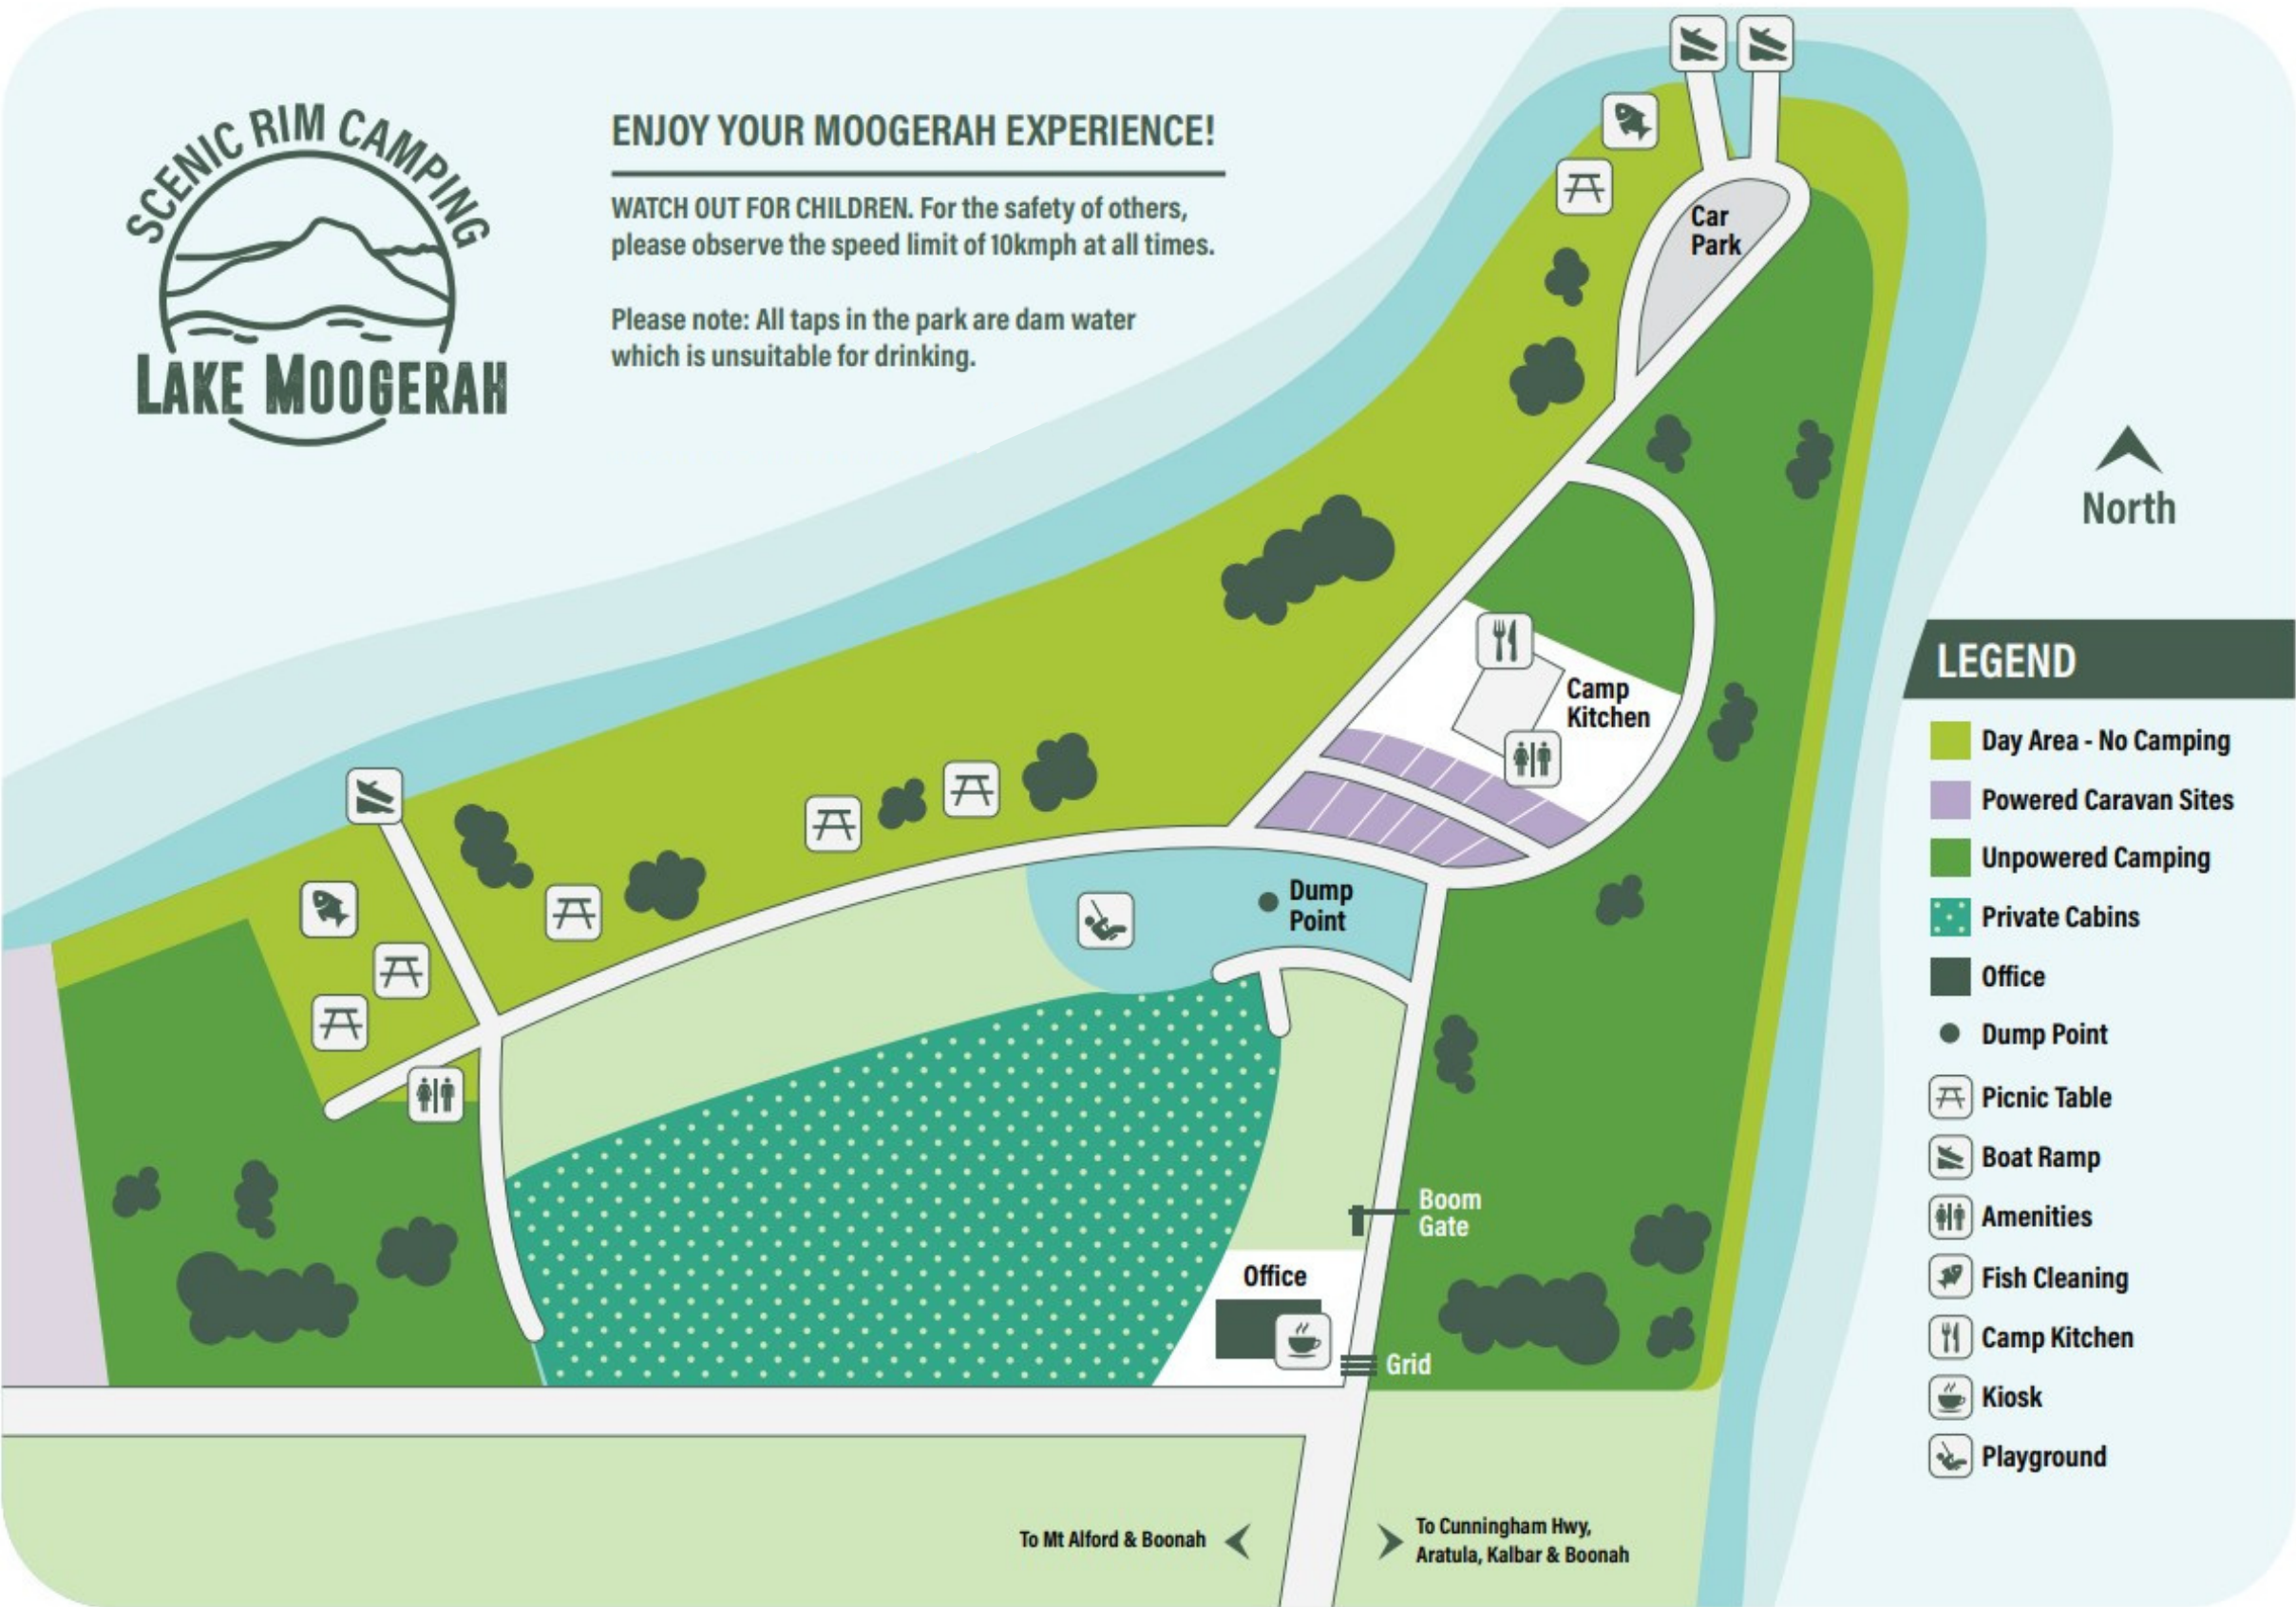 SCENIC RIM CAMPING
LAKE MOOGERAH
ENJOY YOUR MOOGERAH EXPERIENCE!
WATCH OUT FOR CHILDREN. For the safety of others,
please observe the speed limit of 10kmph at all times.
Please note: All taps in the park are dam water
which is unsuitable for drinking.
Car
Park
North
Camp
Kitchen
Dump
Point
Boom
Gate
Office
Grid
To Mt Alford & Boonah
To Cunningham Hwy,
Aratula, Kalbar & Boonah
LEGEND
Day Area - No Camping
Powered Caravan Sites
Unpowered Camping
Private Cabins
Office
Dump Point
Picnic Table
Boat Ramp
Amenities
Fish Cleaning
Camp Kitchen
Kiosk
Playground